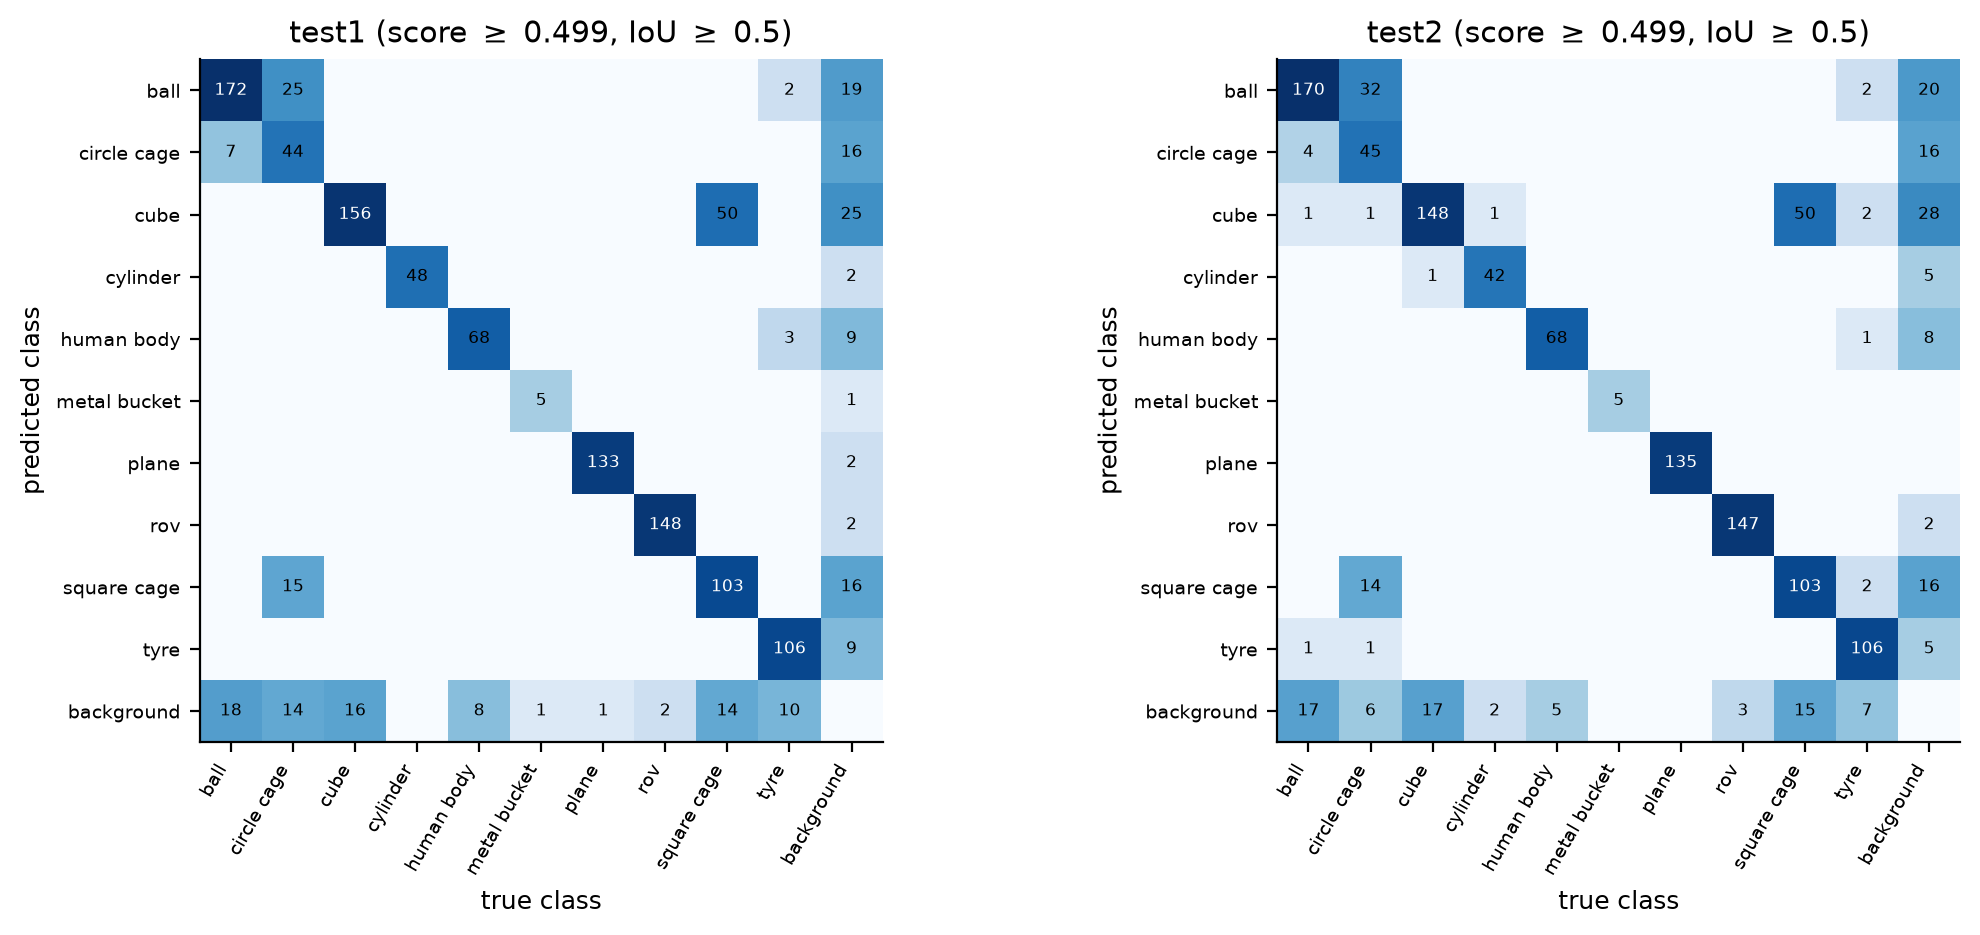 test1 (score ≥ 0.499, IoU ≥ 0.5)
predicted class
ball 172 25 2 19
circle cage 7 44 16
cube 156 50 25
cylinder 48 2
human body 68 3 9
metal bucket 5 1
plane 133 2
rov 148 2
square cage 15 103 16
tyre 106 9
background 18 14 16 8 1 1 2 14 10
ball circle cage cube cylinder human body metal bucket plane rov square cage tyre background
true class
test2 (score ≥ 0.499, IoU ≥ 0.5)
predicted class
ball 170 32 2 20
circle cage 4 45 16
cube 1 1 148 1 50 2 28
cylinder 1 42 5
human body 68 1 8
metal bucket 5
plane 135
rov 147 2
square cage 14 103 2 16
tyre 1 1 106 5
background 17 6 17 2 5 3 15 7
ball circle cage cube cylinder human body metal bucket plane rov square cage tyre background
true class